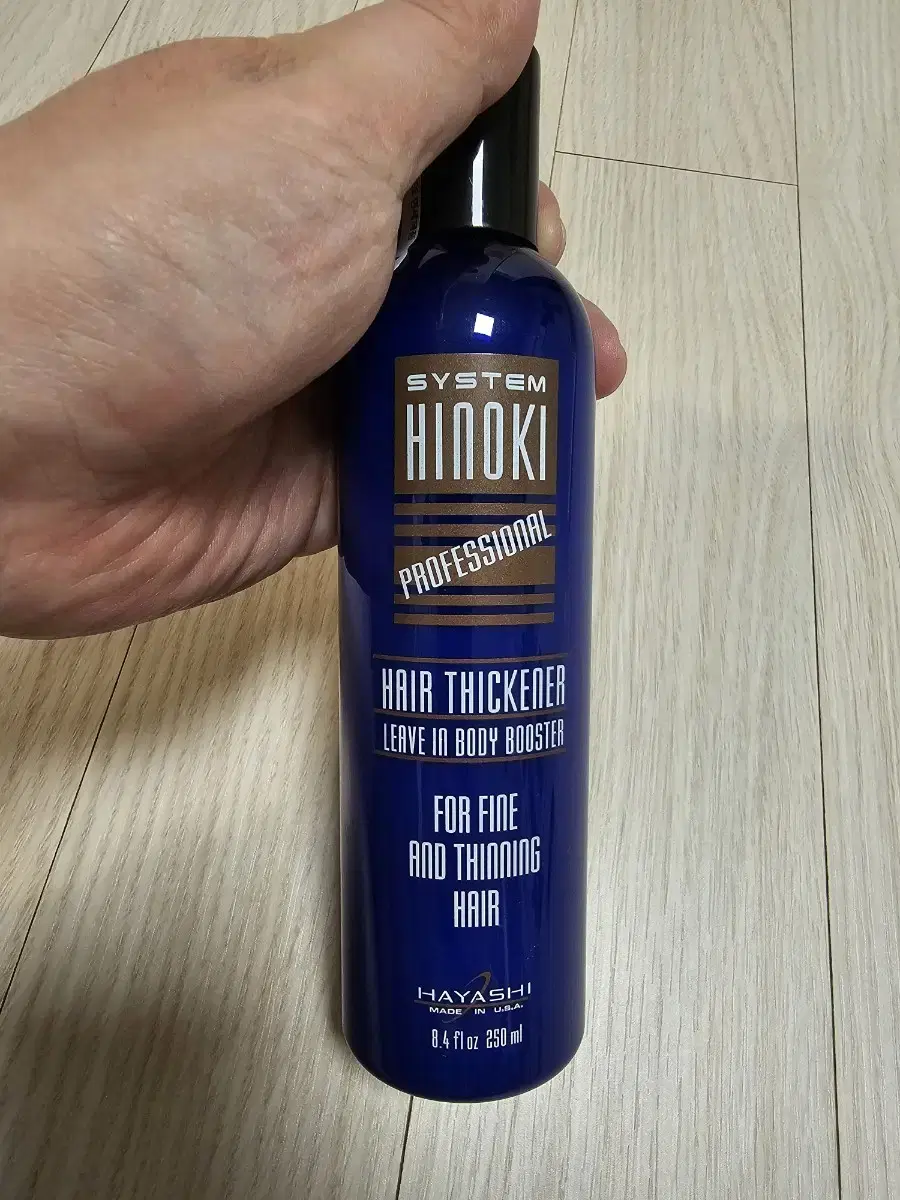 SYSTEM
HINOKI
PROFESSIONAL
HAIR THICKENER
LEAVE IN BODY BOOSTER
FOR FINE
AND THINNING
HAIR
HAYASHI
MADE IN U.S.A.
8.4 fl oz 250 ml